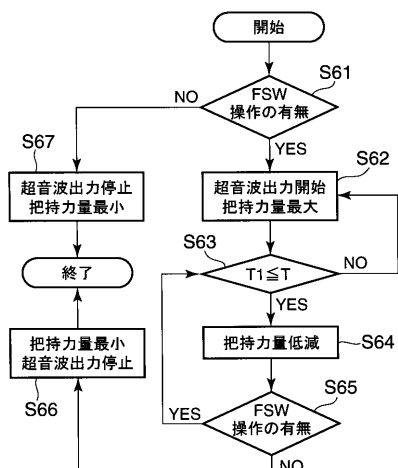 開始
S61
FSW
操作の有無
NO
YES
S67
超音波出力停止
把持力量最小
S62
超音波出力開始
把持力量最大
終了
S63
T1≦T
NO
YES
把持力量低減
S64
把持力量最小
超音波出力停止
S66
S65
FSW
操作の有無
YES
NO